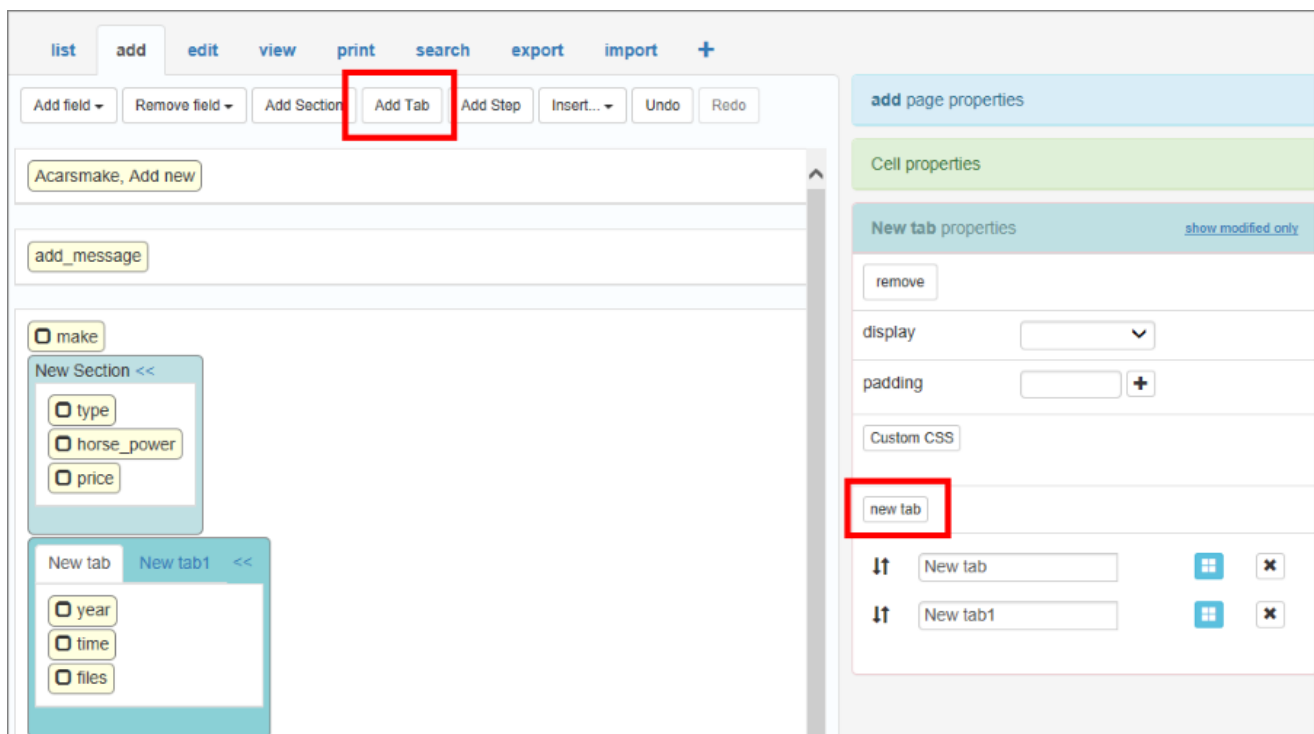 list add edit view print search export import +
Add field Remove field Add Section Add Tab Add Step Insert... Undo Redo
Acarsmake, Add new
add_message
make
New Section <<
type
horse_power
price
New tab New tab1 <<
year
time
files
add page properties
Cell properties
New tab properties show modified only
remove
display
padding
Custom CSS
new tab
New tab
New tab1